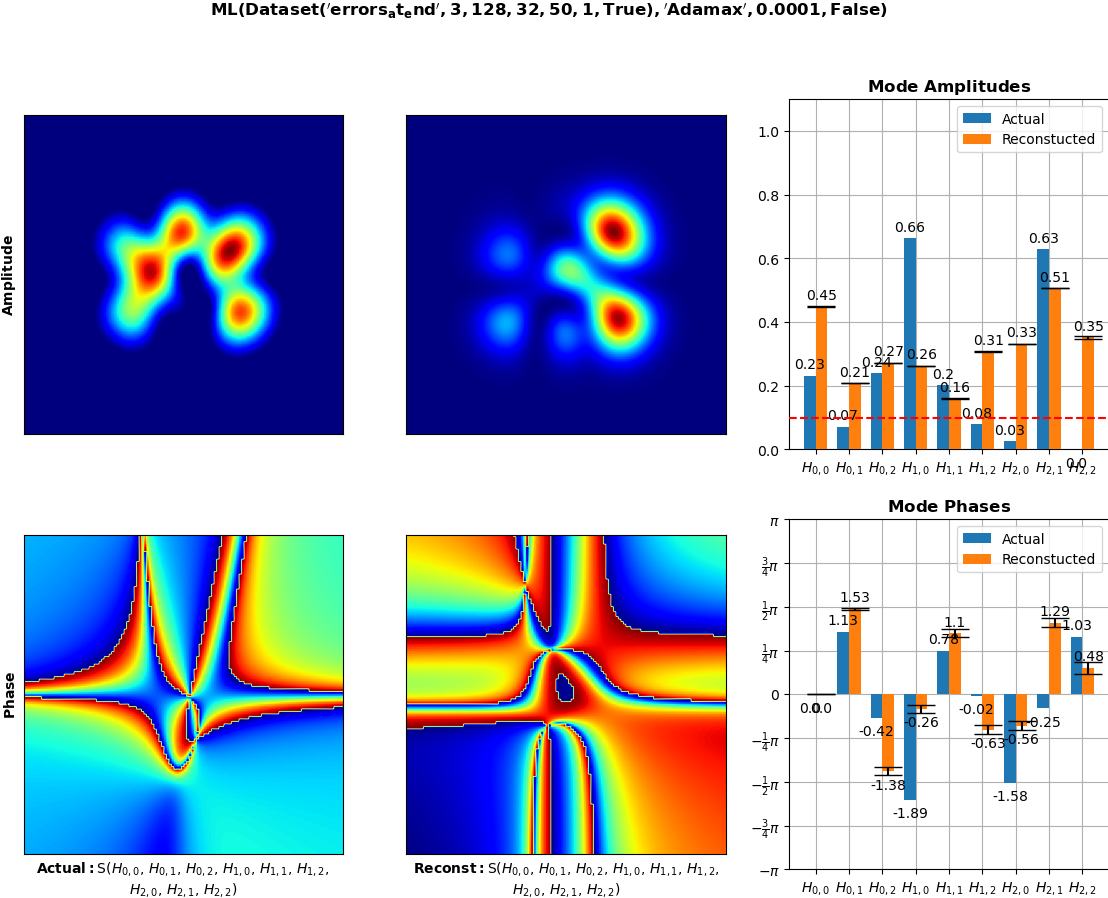 ML(Dataset('errors_at_end', 3, 128, 32, 50, 1, True), 'Adamax', 0.0001, False)
Amplitude
Mode Amplitudes
Actual
Reconstucted
1.0
0.8
0.6
0.4
0.2
0.0
0.23
0.45
0.07
0.21
0.24
0.27
0.66
0.26
0.2
0.16
0.08
0.31
0.03
0.33
0.63
0.51
0.0
0.35
H0,0 H0,1 H0,2 H1,0 H1,1 H1,2 H2,0 H2,1 H2,2
Phase
Actual: S(H0,0, H0,1, H0,2, H1,0, H1,1, H1,2,
H2,0, H2,1, H2,2)
Reconst: S(H0,0, H0,1, H0,2, H1,0, H1,1, H1,2,
H2,0, H2,1, H2,2)
Mode Phases
Actual
Reconstucted
π
3/4π
1/2π
1/4π
0
-1/4π
-1/2π
-3/4π
-π
0.0
1.13
1.53
-0.42
-1.38
-1.89
-0.26
0.78
1.1
-0.02
-0.63
-1.58
-0.56
-0.25
1.29
1.03
0.48
H0,0 H0,1 H0,2 H1,0 H1,1 H1,2 H2,0 H2,1 H2,2